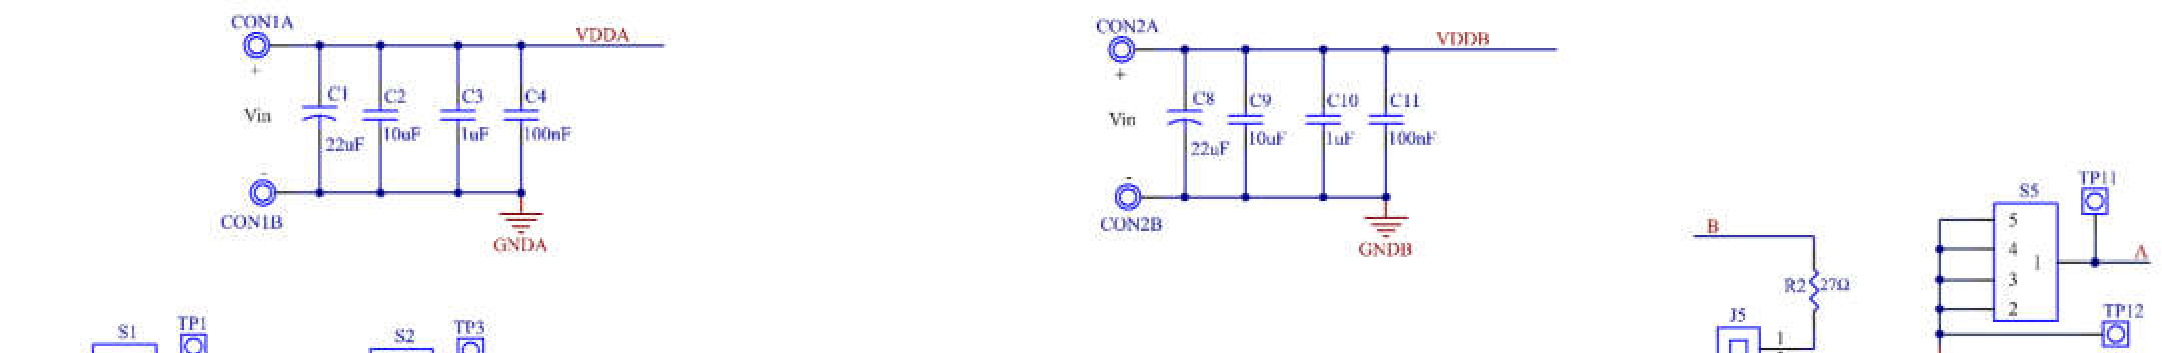 CON1A
VDDA
+
C1
C2
C3
C4
Vin
22uF
10uF
1uF
100nF
-
CON1B
GNDA
CON2A
VDDB
+
C8
C9
C10
C11
Vin
22uF
10uF
1uF
100nF
-
CON2B
GNDB
B
R2
27Ω
J5
1
S5
TP11
5
4
3
2
1
A
TP12
S1
TP1
S2
TP3